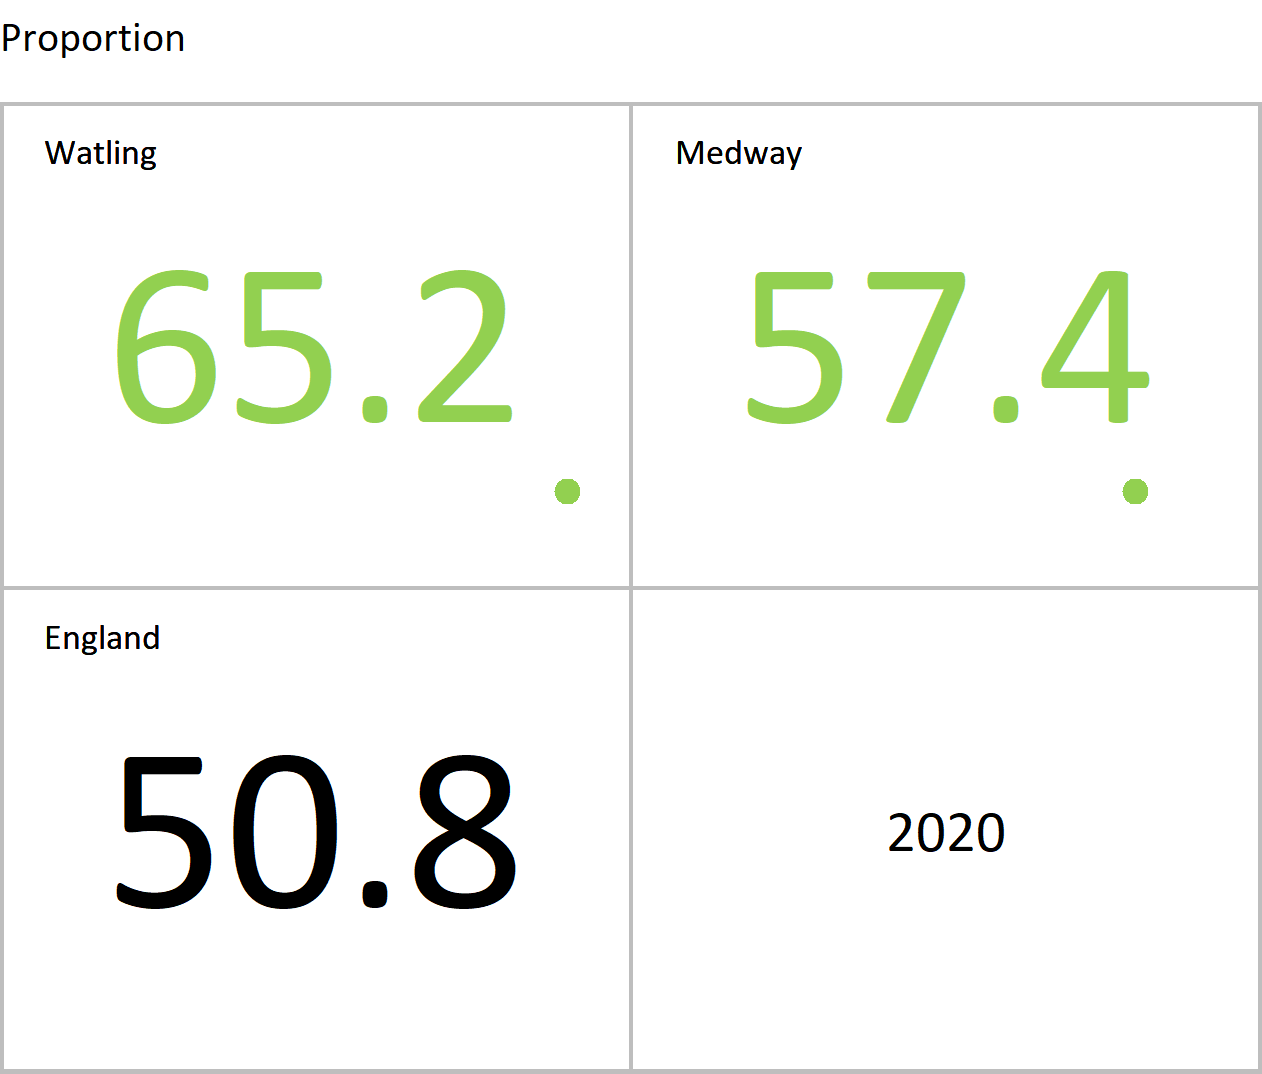 Proportion
Watling
Medway
65.2
57.4
England
50.8
2020